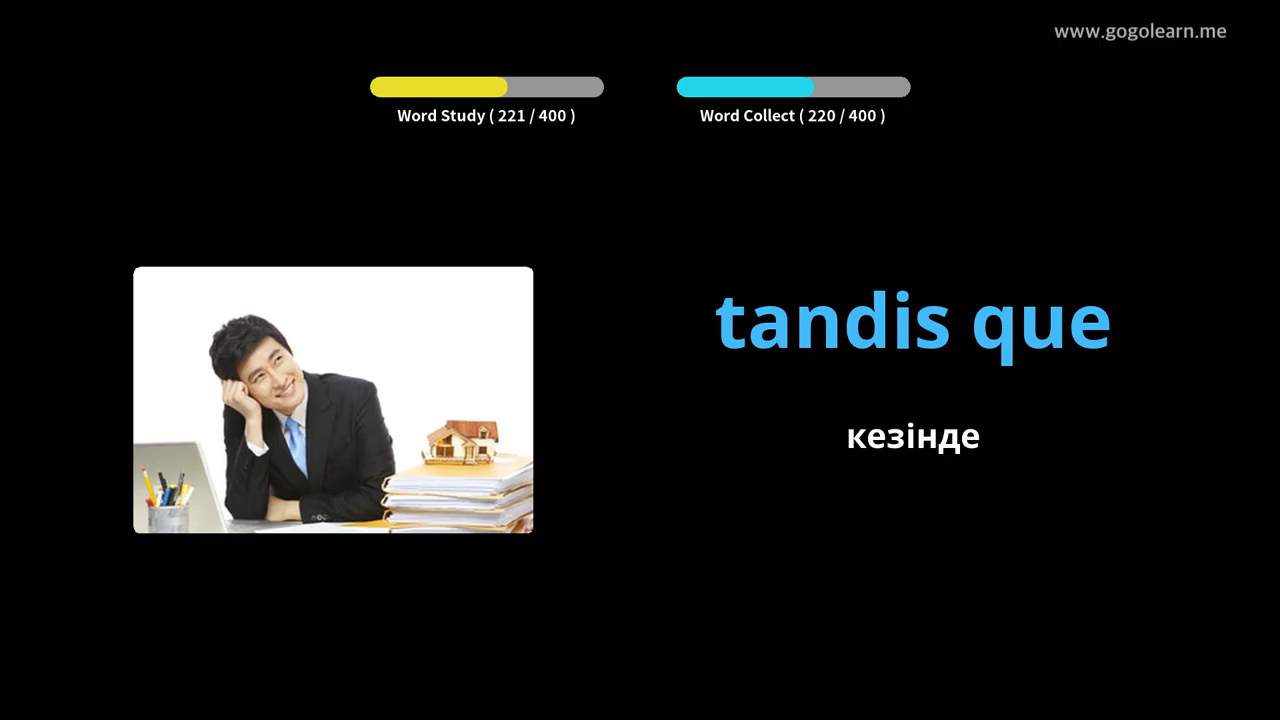 www.gogolearn.me
Word Study ( 221 / 400 )
Word Collect ( 220 / 400 )
tandis que
кезінде